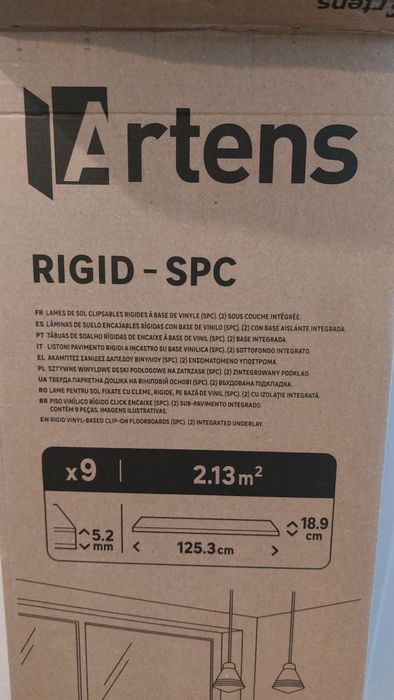 Artens
Artens
RIGID - SPC
FR LAMES DE SOL CLIPSABLES RIGIDES À BASE DE VINYLE (SPC). (2) SOUS COUCHE INTÉGRÉE.
ES LÁMINAS DE SUELO ENCAJABLES RÍGIDAS CON BASE DE VINILO (SPC). (2) CON BASE AISLANTE INTEGRADA.
PT TÁBUAS DE SOALHO RÍGIDAS DE ENCAIXE À BASE DE VINIL (SPC). (2) BASE INTEGRADA.
IT LISTONI PAVIMENTO RIGIDI A INCASTRO SU BASE VINILICA (SPC). (2) SOTTOFONDO INTEGRATO.
EL ΑΚΑΜΠΤΕΣ ΣΑΝΙΔΕΣ ΔΑΠΕΔΟΥ ΒΙΝΥΛΙΟΥ (SPC). (2) ΕΝΣΩΜΑΤΩΜΕΝΟ ΥΠΟΣΤΡΩΜΑ.
PL SZTYWNE WINYLOWE DESKI PODŁOGOWE NA ZATRZASK (SPC). (2) ZINTEGROWANY PODKŁAD.
UA ТВЕРДА ПАРКЕТНА ДОШКА НА ВІНІЛОВІЙ ОСНОВІ (SPC). (2) ВБУДОВАНА ПІДКЛАДКА.
RO LAME PENTRU SOL FIXATE CU CLEME, RIGIDE, PE BAZĂ DE VINIL (SPC). (2) CU IZOLAȚIE INTEGRATĂ.
BR PISO VINÍLICO RÍGIDO CLICK ENCAIXE (SPC). (2) SUB-PAVIMENTO INTEGRADO.
CONTÉM 9 PEÇAS. IMAGENS ILUSTRATIVAS.
EN RIGID VINYL-BASED CLIP-ON FLOORBOARDS (SPC). (2) INTEGRATED UNDERLAY.
x9 | 2.13 m²
5.2 mm
125.3 cm
18.9 cm